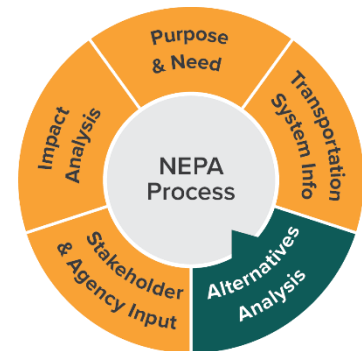 Purpose
& Need
Transportation
System Info
Alternatives
Analysis
Stakeholder
& Agency Input
Impact
Analysis
NEPA
Process